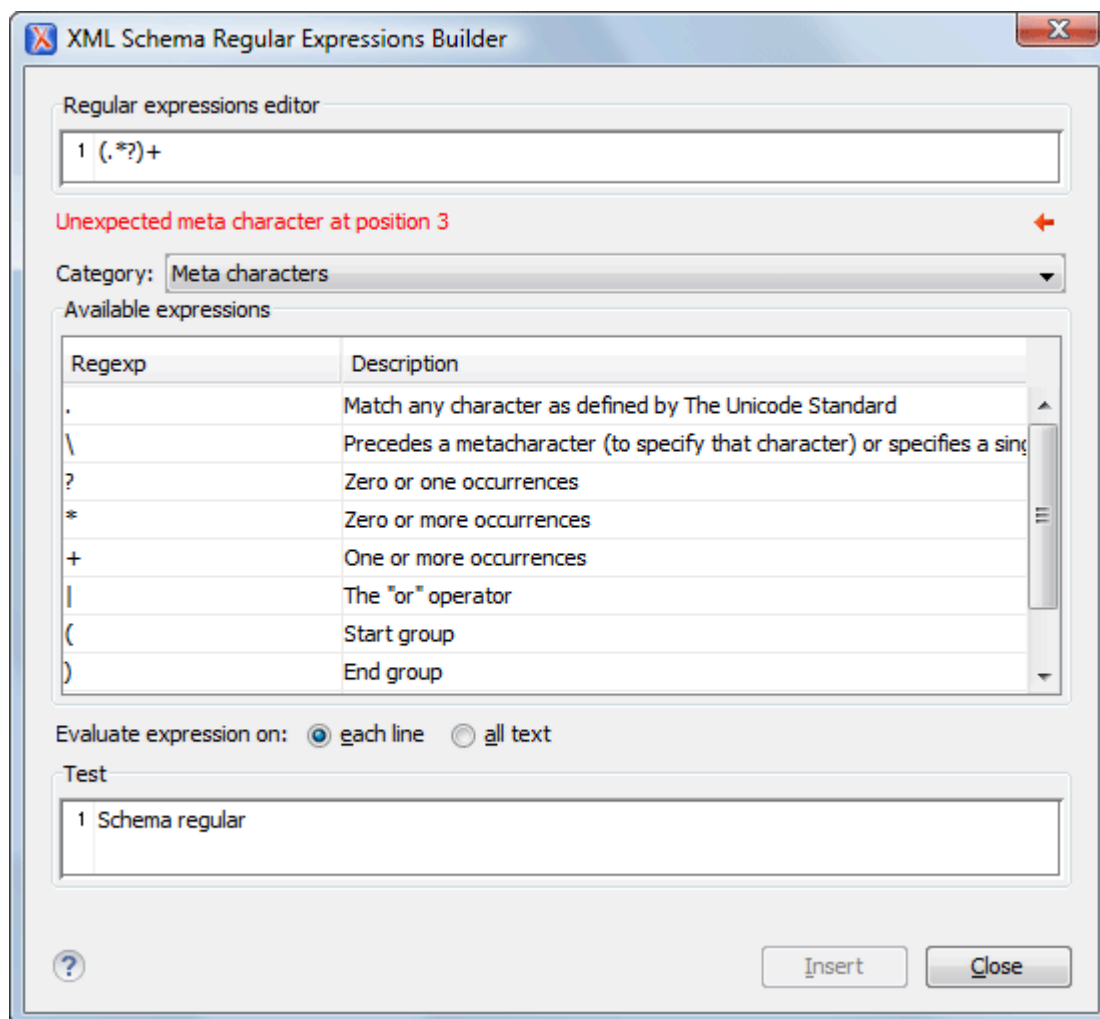 XML Schema Regular Expressions Builder
Regular expressions editor
1 (.*?)+
Unexpected meta character at position 3
Category: Meta characters
Available expressions
Regexp Description
. Match any character as defined by The Unicode Standard
\ Precedes a metacharacter (to specify that character) or specifies a
? Zero or one occurrences
* Zero or more occurrences
+ One or more occurrences
| The "or" operator
( Start group
) End group
Evaluate expression on: each line all text
Test
1 Schema regular
? Insert Close